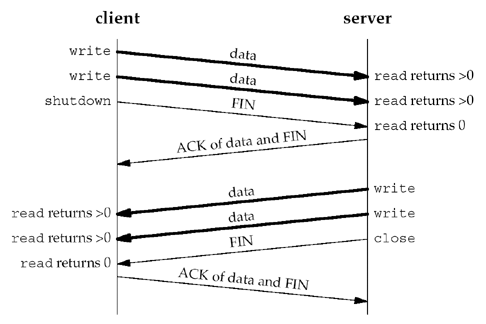 client server
write data
read returns >0
write data
read returns >0
shutdown FIN
read returns 0
ACK of data and FIN
data write
read returns >0
data write
read returns >0
FIN close
read returns 0
ACK of data and FIN